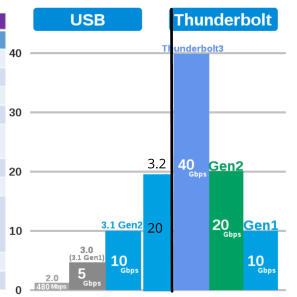 USB
Thunderbolt
Thunderbolt3
40
30
20
10
0
2.0
480 Mbps
3.0
(3.1 Gen1)
5
Gbps
3.1 Gen2
10
Gbps
3.2
20
40
Gbps
Gen2
20
Gbps
Gen1
10
Gbps